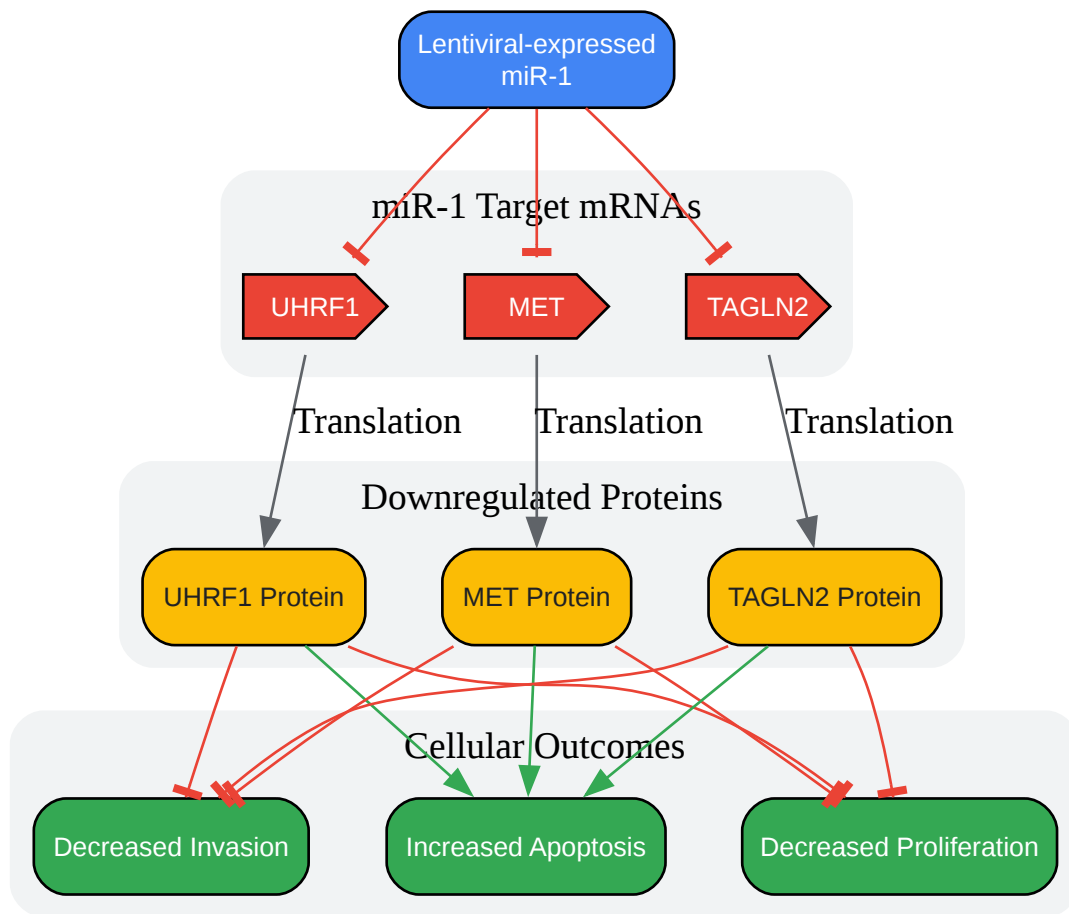 Lentiviral-expressed
miR-1
miR-1 Target mRNAs
UHRF1
MET
TAGLN2
Translation
Translation
Translation
Downregulated Proteins
UHRF1 Protein
MET Protein
TAGLN2 Protein
Cellular Outcomes
Decreased Invasion
Increased Apoptosis
Decreased Proliferation